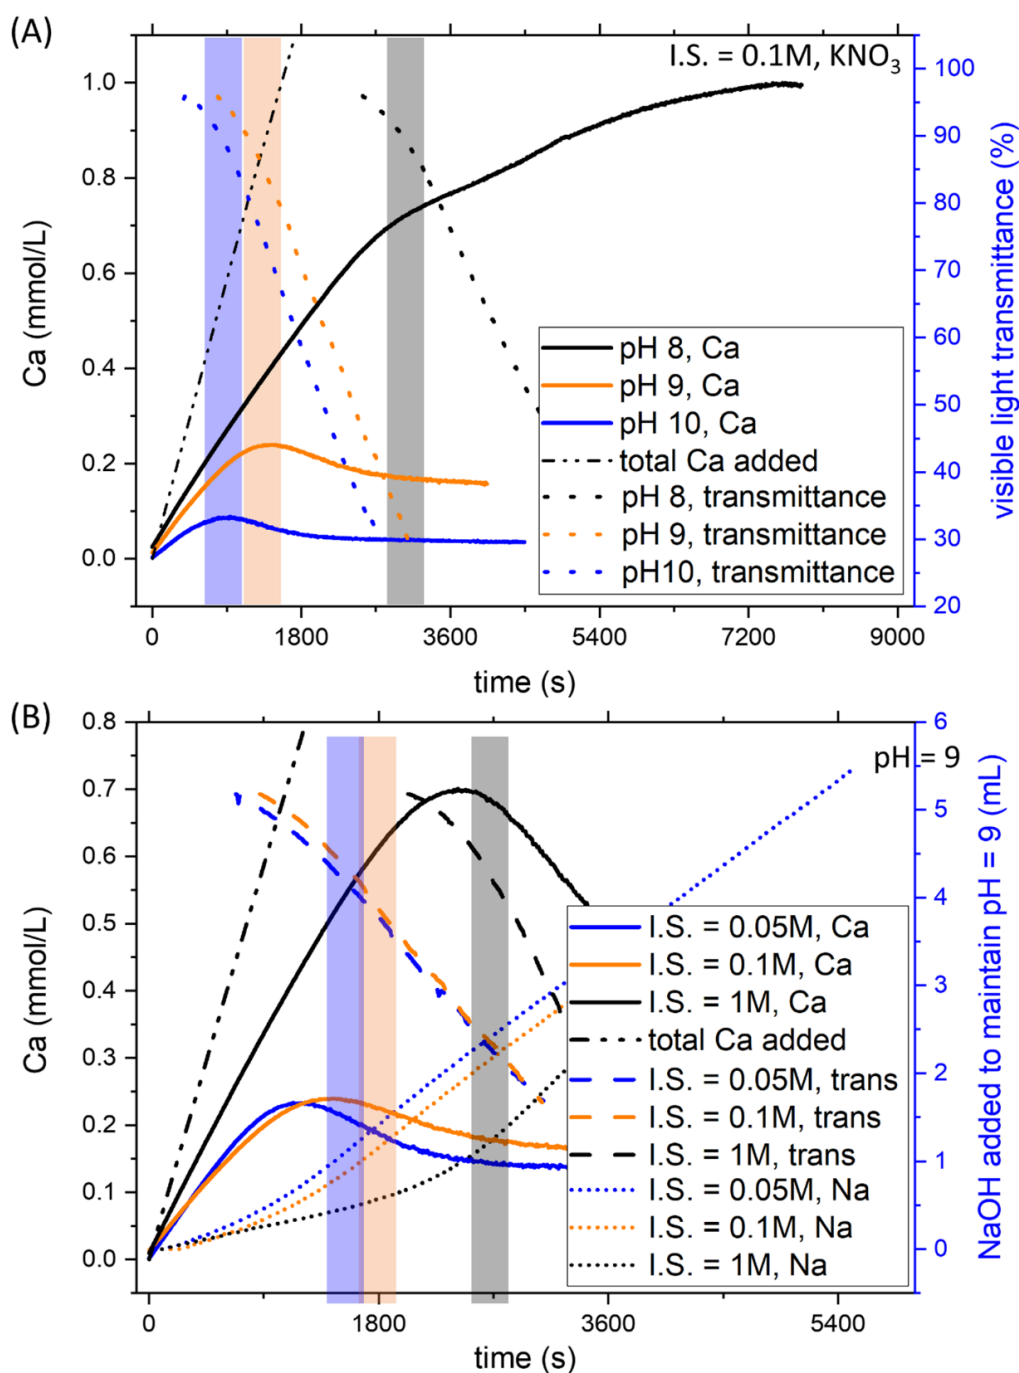 (A)
I.S. = 0.1M, KNO3
Ca (mmol/L)
1.0
0.8
0.6
0.4
0.2
0.0
100
90
80
70
60
50
40
30
20
visible light transmittance (%)
pH 8, Ca
pH 9, Ca
pH 10, Ca
total Ca added
pH 8, transmittance
pH 9, transmittance
pH10, transmittance
0 1800 3600 5400 7200 9000
time (s)
(B)
pH = 9
Ca (mmol/L)
0.8
0.7
0.6
0.5
0.4
0.3
0.2
0.1
0.0
6
5
4
3
2
1
0
NaOH added to maintain pH = 9 (mL)
I.S. = 0.05M, Ca
I.S. = 0.1M, Ca
I.S. = 1M, Ca
total Ca added
I.S. = 0.05M, trans
I.S. = 0.1M, trans
I.S. = 1M, trans
I.S. = 0.05M, Na
I.S. = 0.1M, Na
I.S. = 1M, Na
0 1800 3600 5400
time (s)